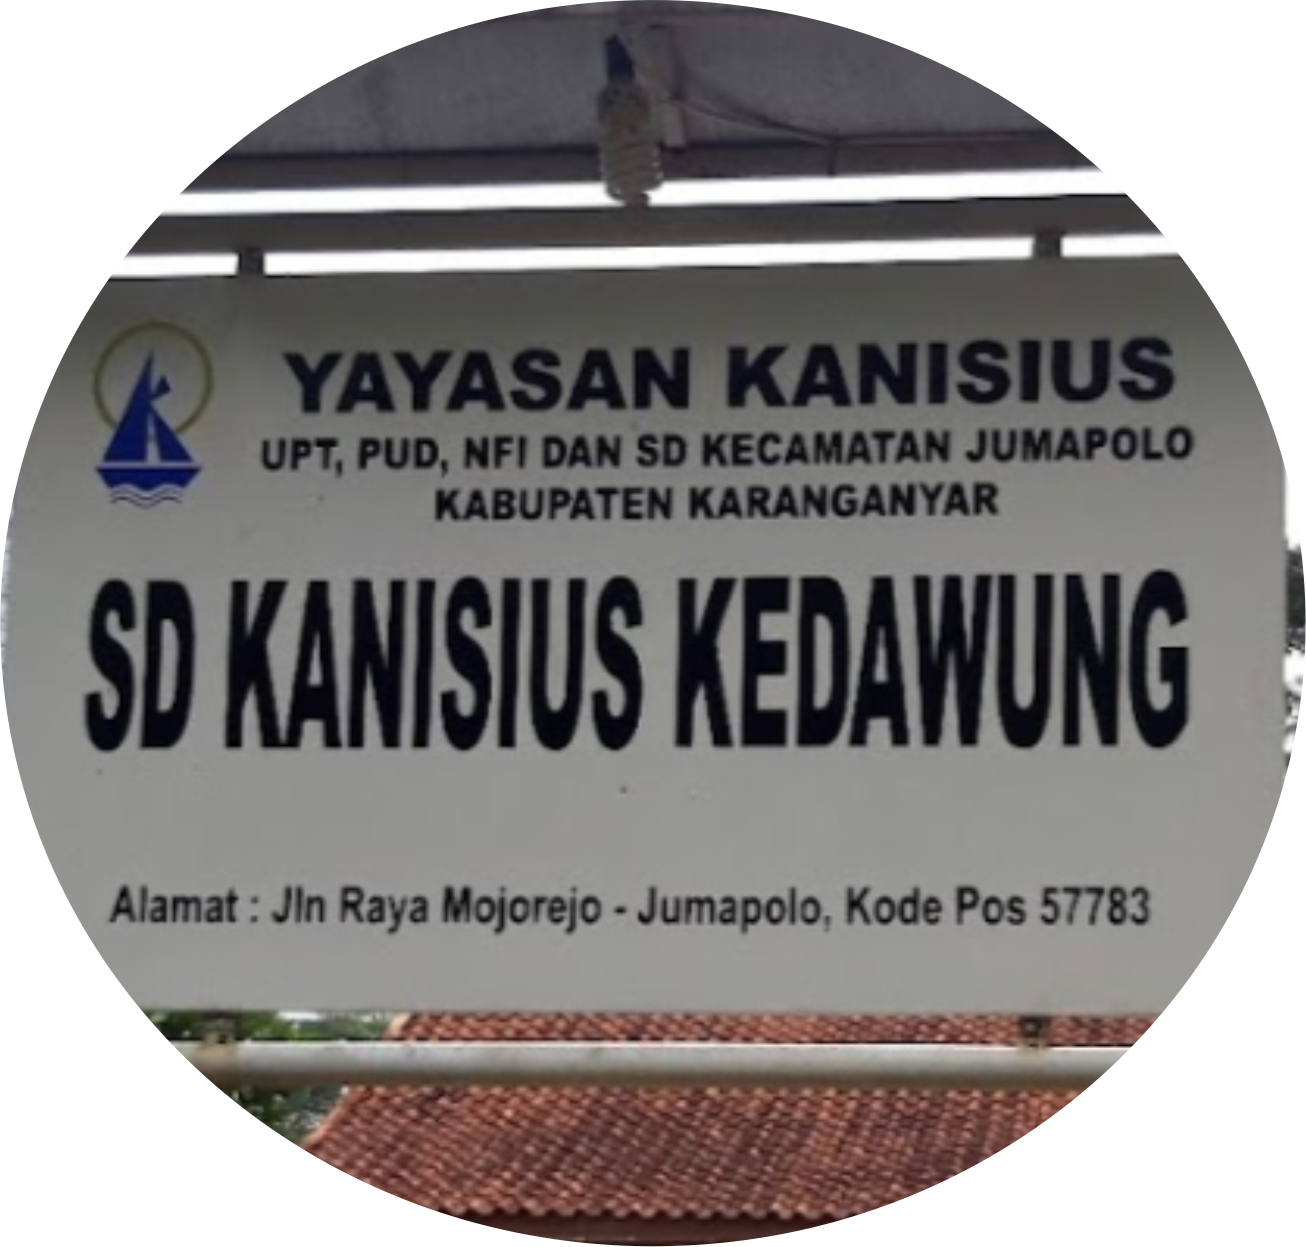 YAYASAN KANISIUS
UPT, PUD, NFI DAN SD KECAMATAN JUMAPOLO
KABUPATEN KARANGANYAR
SD KANISIUS KEDAWUNG
Alamat : Jln Raya Mojorejo - Jumapolo, Kode Pos 57783